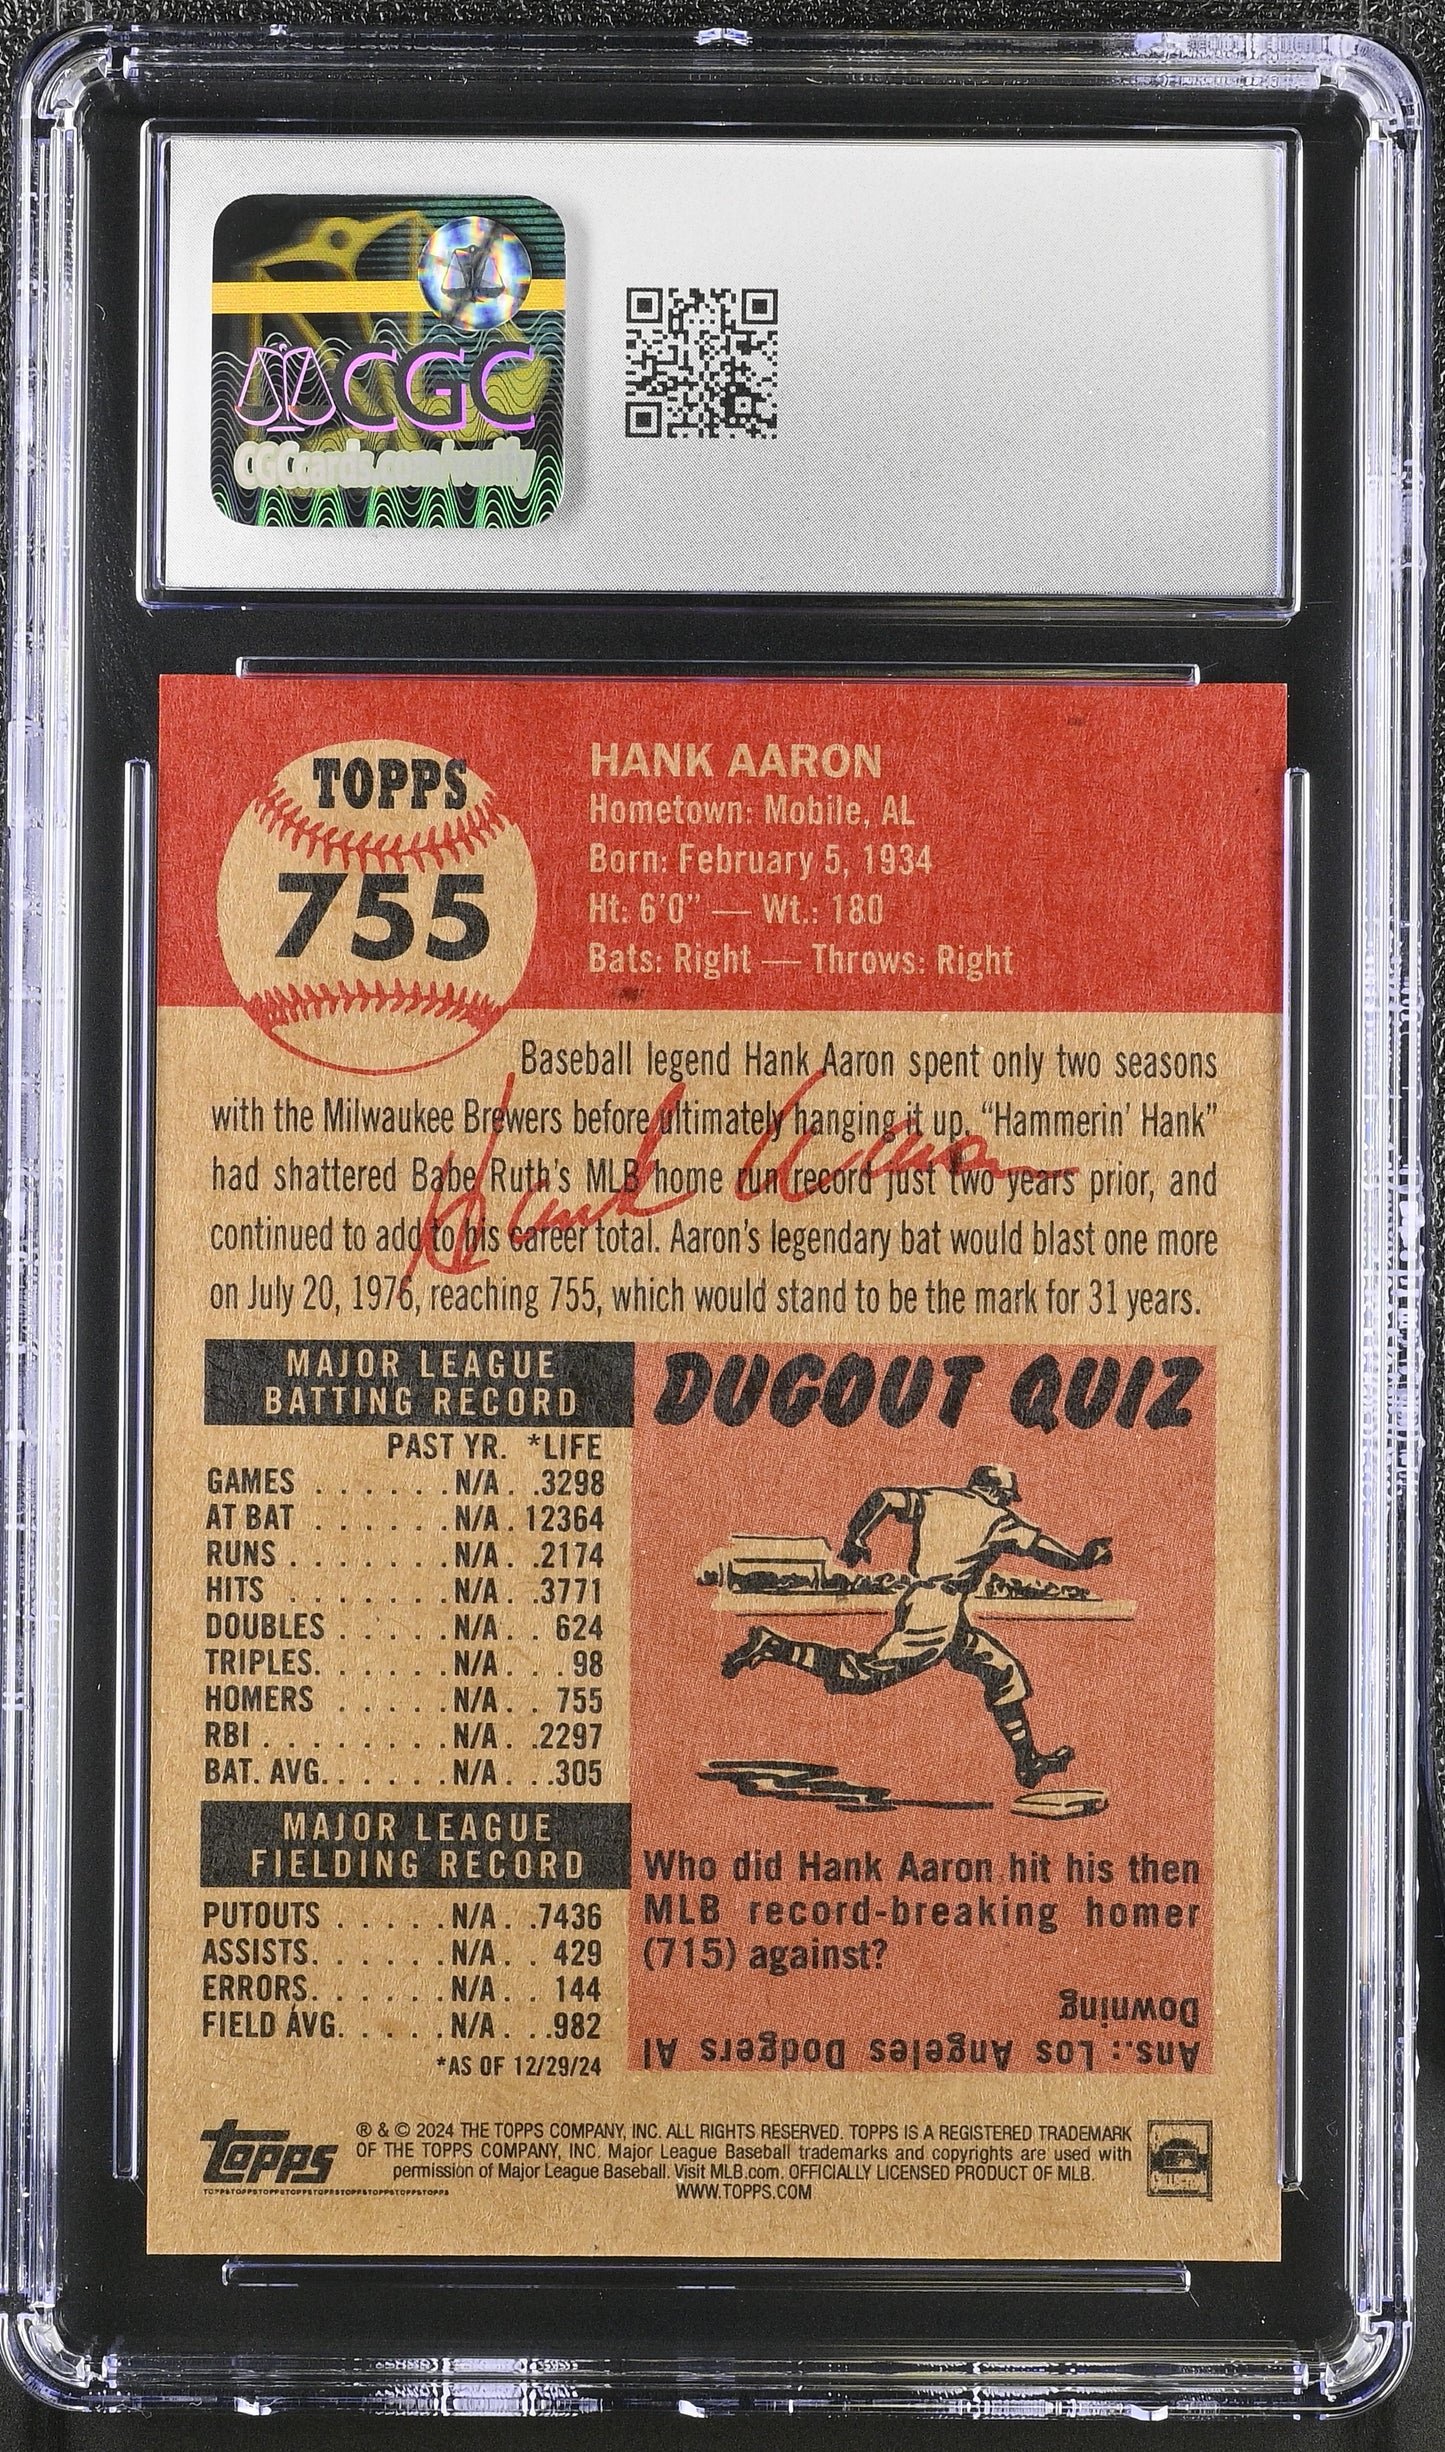 CGC
CGCcards.com/verify
TOPPS
755
HANK AARON
Hometown: Mobile, AL
Born: February 5, 1934
Ht: 6'0" — Wt.: 180
Bats: Right — Throws: Right
Baseball legend Hank Aaron spent only two seasons
with the Milwaukee Brewers before ultimately hanging it up. "Hammerin' Hank"
had shattered Babe Ruth's MLB home run record just two years prior, and
continued to add to his career total. Aaron's legendary bat would blast one more
on July 20, 1976, reaching 755, which would stand to be the mark for 31 years.
Hank Aaron
MAJOR LEAGUE
BATTING RECORD
PAST YR. *LIFE
GAMES . . . . . . . N/A . .3298
AT BAT . . . . . . . N/A . 12364
RUNS . . . . . . . . N/A . .2174
HITS . . . . . . . . N/A . .3771
DOUBLES . . . . . N/A . . 624
TRIPLES. . . . . . N/A . . . 98
HOMERS . . . . . N/A . . 755
RBI . . . . . . . . . N/A . .2297
BAT. AVG. . . . . . N/A . . .305
MAJOR LEAGUE
FIELDING RECORD
PUTOUTS . . . . . N/A . .7436
ASSISTS. . . . . . N/A . . 429
ERRORS. . . . . . N/A . . 144
FIELD AVG. . . . . N/A . . .982
*AS OF 12/29/24
DUGOUT QUIZ
Who did Hank Aaron hit his then
MLB record-breaking homer
(715) against?
Ans.: Los Angeles Dodgers Al
Downing
TOPPS
® & © 2024 THE TOPPS COMPANY, INC. ALL RIGHTS RESERVED. TOPPS IS A REGISTERED TRADEMARK
OF THE TOPPS COMPANY, INC. Major League Baseball trademarks and copyrights are used with
permission of Major League Baseball. Visit MLB.com. OFFICIALLY LICENSED PRODUCT OF MLB.
WWW.TOPPS.COM